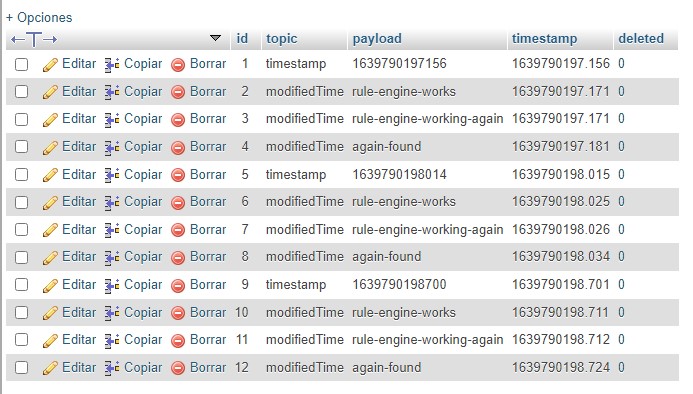 + Opciones
id topic payload timestamp deleted
Editar Copiar Borrar 1 timestamp 1639790197156 1639790197.156 0
Editar Copiar Borrar 2 modifiedTime rule-engine-works 1639790197.171 0
Editar Copiar Borrar 3 modifiedTime rule-engine-working-again 1639790197.171 0
Editar Copiar Borrar 4 modifiedTime again-found 1639790197.181 0
Editar Copiar Borrar 5 timestamp 1639790198014 1639790198.015 0
Editar Copiar Borrar 6 modifiedTime rule-engine-works 1639790198.025 0
Editar Copiar Borrar 7 modifiedTime rule-engine-working-again 1639790198.026 0
Editar Copiar Borrar 8 modifiedTime again-found 1639790198.034 0
Editar Copiar Borrar 9 timestamp 1639790198700 1639790198.701 0
Editar Copiar Borrar 10 modifiedTime rule-engine-works 1639790198.711 0
Editar Copiar Borrar 11 modifiedTime rule-engine-working-again 1639790198.712 0
Editar Copiar Borrar 12 modifiedTime again-found 1639790198.724 0